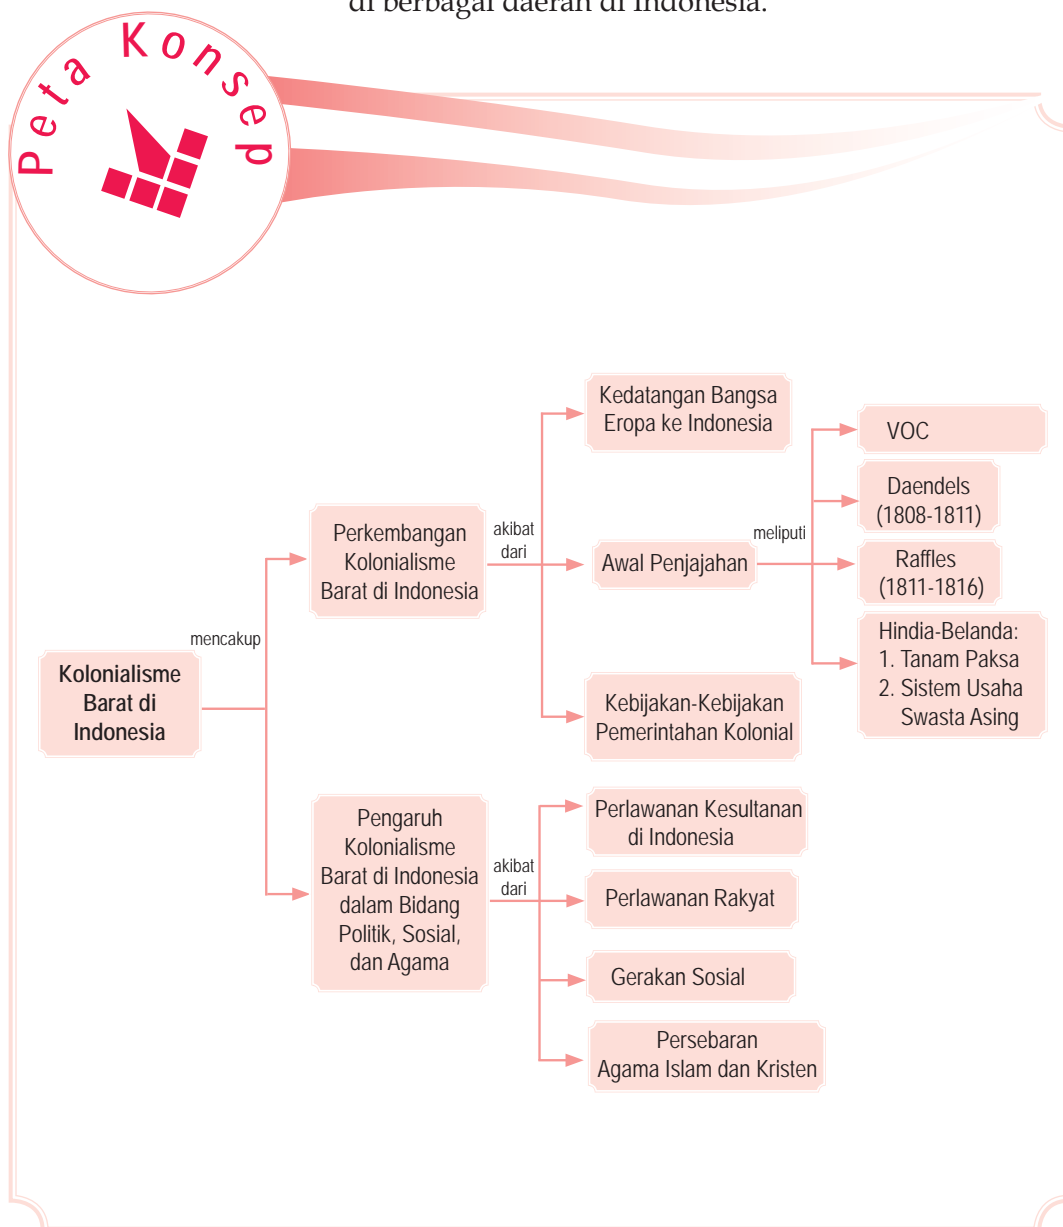 di berbagai daerah di Indonesia.
Peta Konsep
Kolonialisme
Barat di
Indonesia
mencakup
Perkembangan
Kolonialisme
Barat di Indonesia
akibat
dari
Kedatangan Bangsa
Eropa ke Indonesia
Awal Penjajahan
meliputi
VOC
Daendels
(1808-1811)
Raffles
(1811-1816)
Hindia-Belanda:
1. Tanam Paksa
2. Sistem Usaha
Swasta Asing
Kebijakan-Kebijakan
Pemerintahan Kolonial
Pengaruh
Kolonialisme
Barat di Indonesia
dalam Bidang
Politik, Sosial,
dan Agama
akibat
dari
Perlawanan Kesultanan
di Indonesia
Perlawanan Rakyat
Gerakan Sosial
Persebaran
Agama Islam dan Kristen